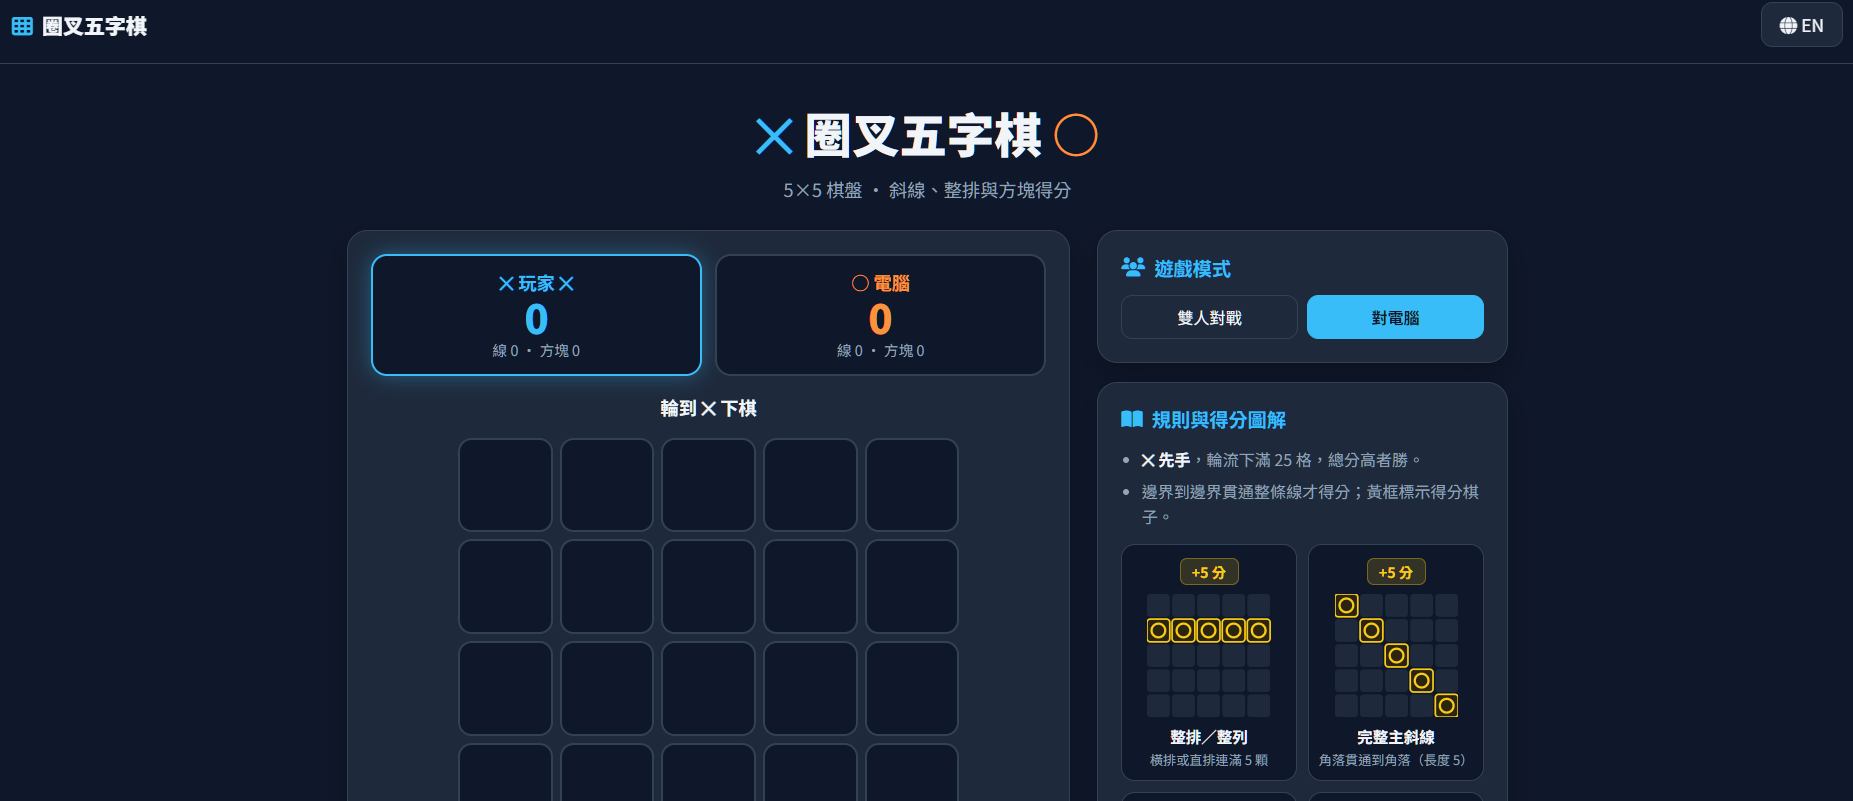 圈叉五字棋
EN
✕ 圈叉五字棋 ○
5×5 棋盤 • 斜線、整排與方塊得分
✕ 玩家 ✕
0
線 0 • 方塊 0
○ 電腦
0
線 0 • 方塊 0
輪到 ✕ 下棋
遊戲模式
雙人對戰
對電腦
規則與得分圖解
• ✕ 先手，輪流下滿 25 格，總分高者勝。
• 邊界到邊界貫通整條線才得分；黃框標示得分棋
子。
+5 分
整排／整列
橫排或直排連滿 5 顆
+5 分
完整主斜線
角落貫通到角落（長度 5）